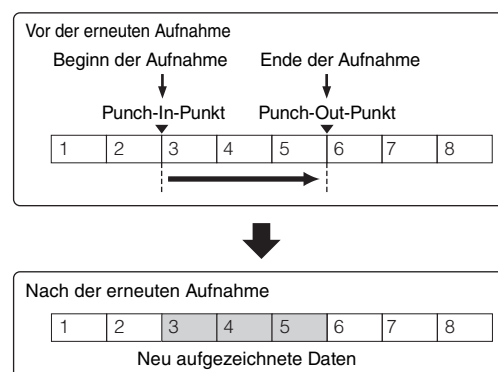 Vor der erneuten Aufnahme
Beginn der Aufnahme Ende der Aufnahme
Punch-In-Punkt Punch-Out-Punkt
1 2 3 4 5 6 7 8
Nach der erneuten Aufnahme
1 2 3 4 5 6 7 8
Neu aufgezeichnete Daten